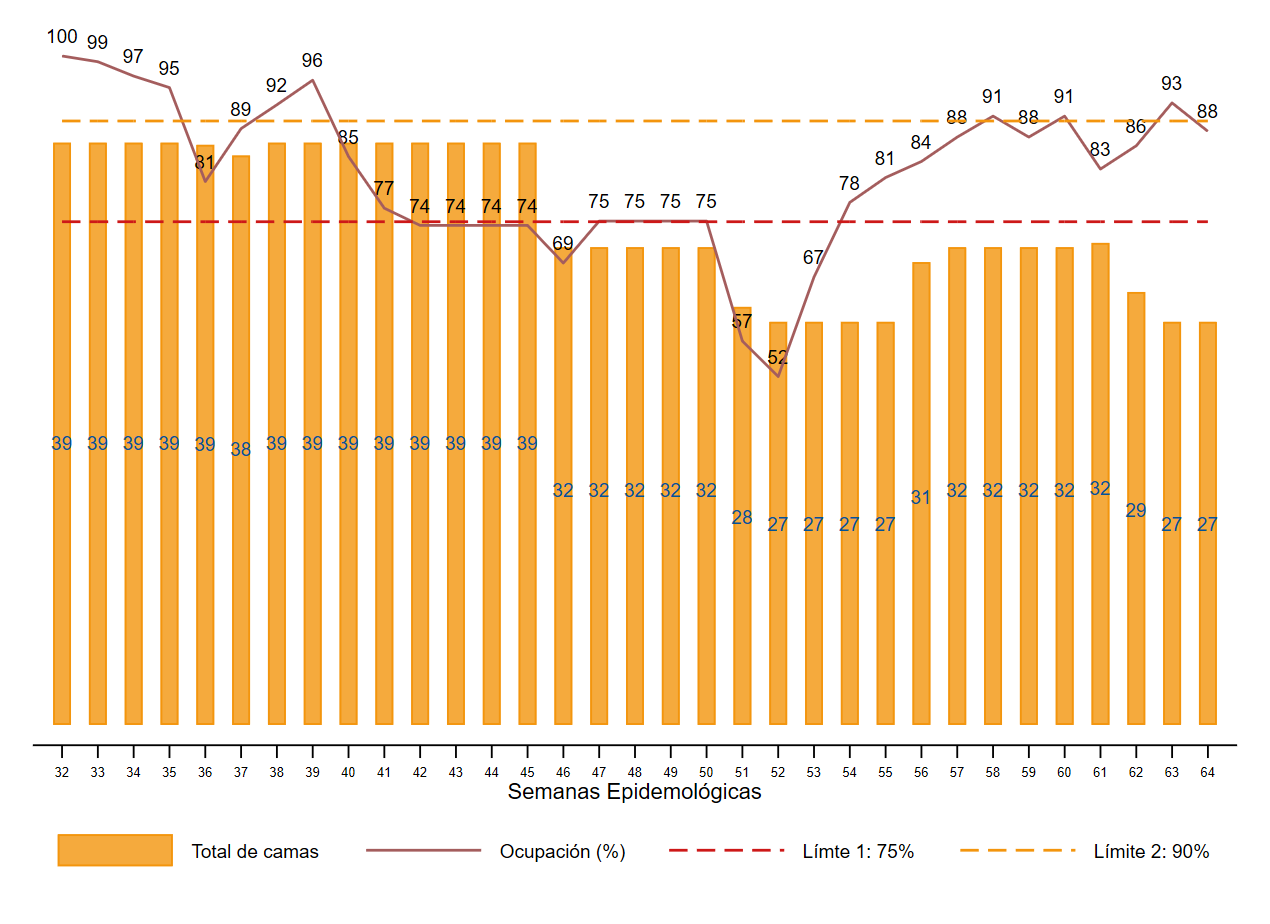 100 99 97 95 81 89 92 96 85 77 74 74 74 74 69 75 75 75 75 57 52 67 78 81 84 88 91 88 91 83 86 93 88
39 39 39 39 39 38 39 39 39 39 39 39 39 39 32 32 32 32 32 28 27 27 27 27 31 32 32 32 32 32 29 27 27
32 33 34 35 36 37 38 39 40 41 42 43 44 45 46 47 48 49 50 51 52 53 54 55 56 57 58 59 60 61 62 63 64
Semanas Epidemológicas
Total de camas Ocupación (%) Límte 1: 75% Límite 2: 90%